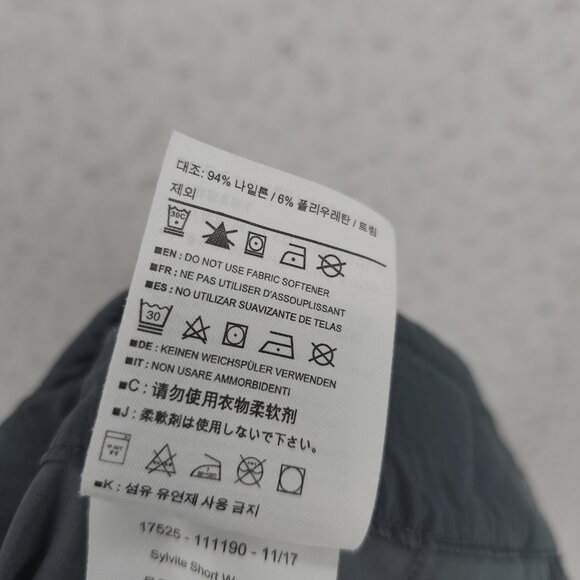 대조: 94% 나일론 / 6% 폴리우레탄 / 트림
제외
30C
■EN : DO NOT USE FABRIC SOFTENER
■FR : NE PAS UTILISER D'ASSOUPLISSANT
■ES : NO UTILIZAR SUAVIZANTE DE TELAS
30
■DE : KEINEN WEICHSPÜLER VERWENDEN
■IT : NON USARE AMMORBIDENTI
■C : 请勿使用衣物柔软剂
■J : 柔軟剤は使用しないで下さい。
■K : 섬유 유연제 사용 금지
17525 - 111190 - 11/17
Sylvite Short W